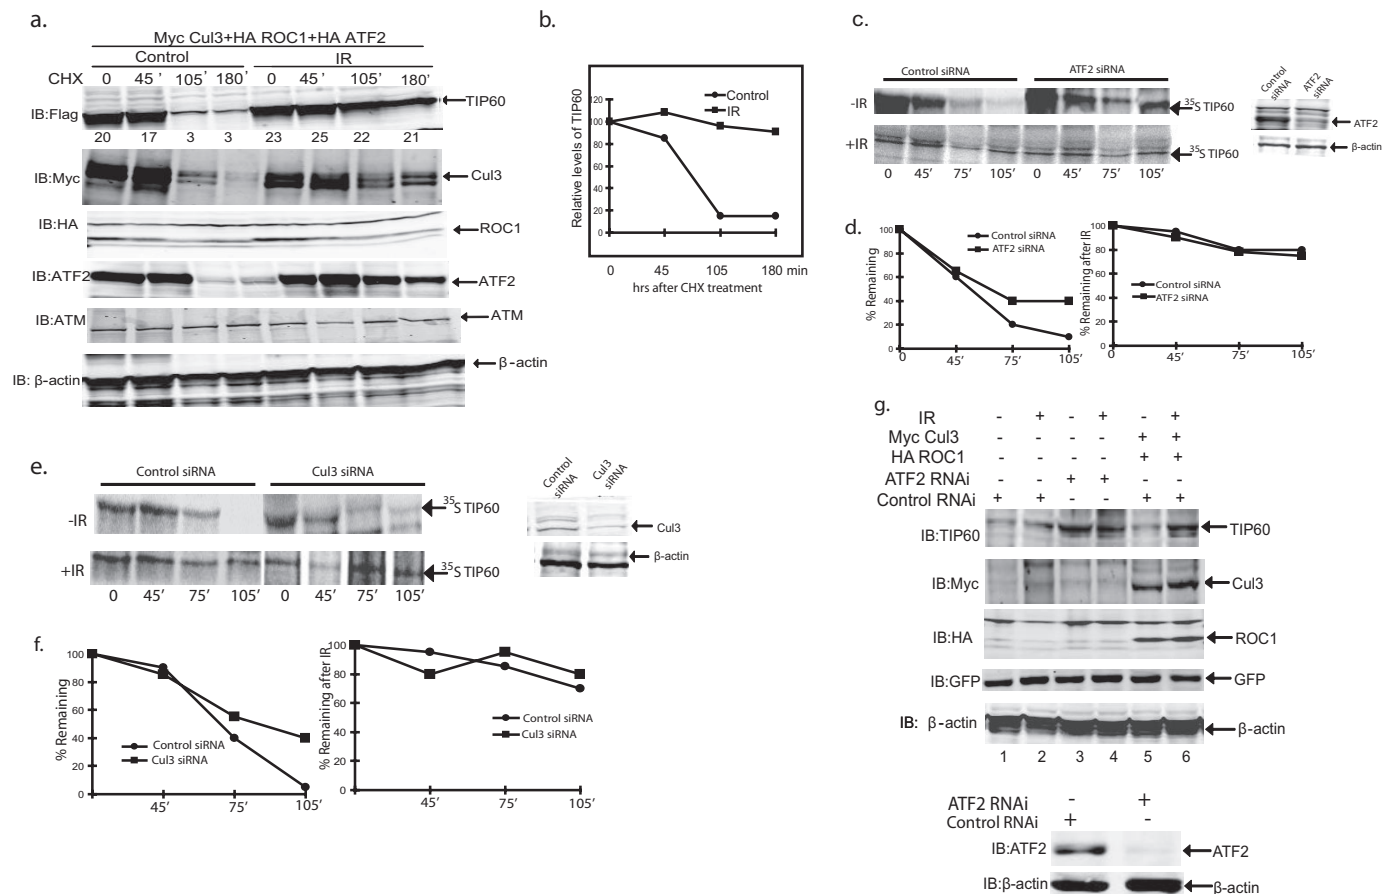 a.
Myc Cul3+HA ROC1+HA ATF2
Control IR
CHX 0 45' 105' 180' 0 45' 105' 180'
IB:Flag TIP60
20 17 3 3 23 25 22 21
IB:Myc Cul3
IB:HA ROC1
IB:ATF2 ATF2
IB:ATM ATM
IB: β-actin β-actin
b.
Relative levels of TIP60
120
100
80
60
40
20
0
Control
IR
0 45 105 180 min
hrs after CHX treatment
c.
Control siRNA ATF2 siRNA
-IR 35S TIP60
+IR 35S TIP60
0 45' 75' 105' 0 45' 75' 105'
Control siRNA ATF2 siRNA
ATF2
β-actin
d.
% Remaining
100
80
60
40
20
0
Control siRNA
ATF2 siRNA
0 45' 75' 105'
% Remaining after IR
100
80
60
40
20
0
Control siRNA
ATF2 siRNA
0 45' 75' 105'
e.
Control siRNA Cul3 siRNA
-IR 35S TIP60
+IR 35S TIP60
0 45' 75' 105' 0 45' 75' 105'
Control siRNA Cul3 siRNA
Cul3
β-actin
f.
% Remaining
100
80
60
40
20
0
Control siRNA
Cul3 siRNA
45' 75' 105'
% Remaining after IR
100
80
60
40
20
0
Control siRNA
Cul3 siRNA
45' 75' 105'
g.
IR - + - + - +
Myc Cul3 - - - - + +
HA ROC1 - - - - + +
ATF2 RNAi - - + + - -
Control RNAi + + - - + +
IB:TIP60 TIP60
IB:Myc Cul3
IB:HA ROC1
IB:GFP GFP
IB: β-actin β-actin
1 2 3 4 5 6
ATF2 RNAi - +
Control RNAi + -
IB:ATF2 ATF2
IB:β-actin β-actin